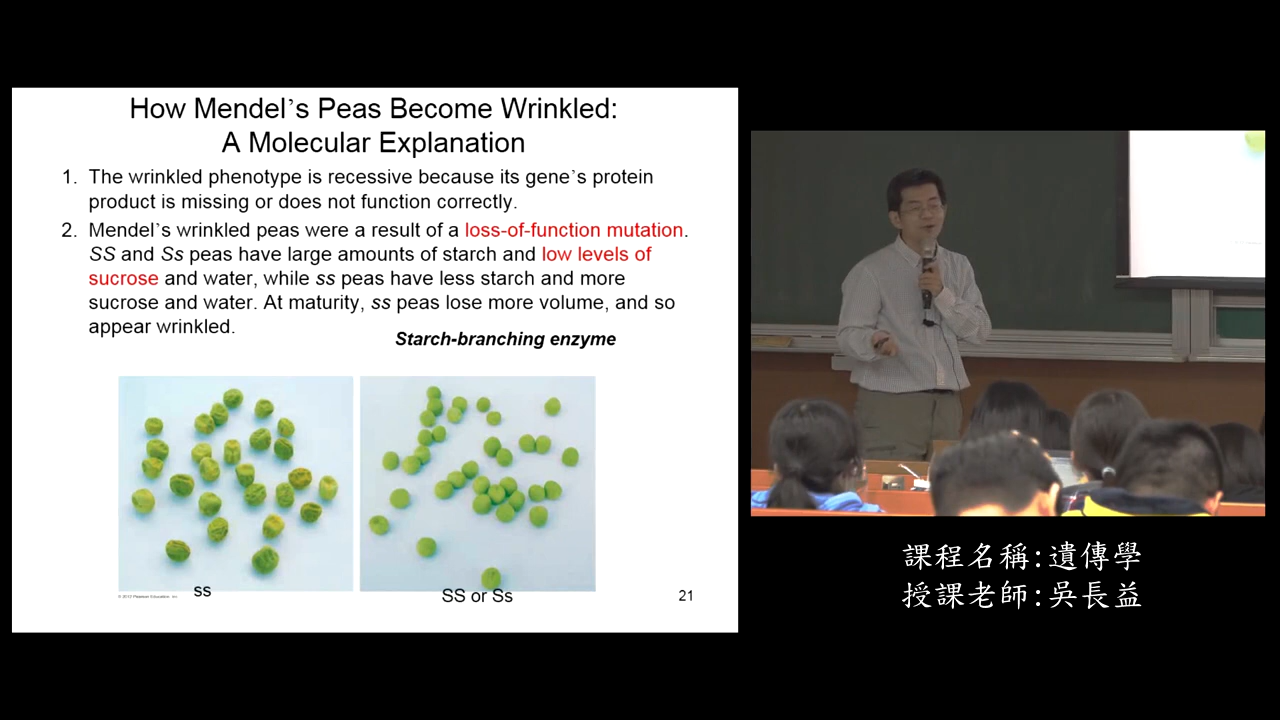 How Mendel's Peas Become Wrinkled:
A Molecular Explanation
1. The wrinkled phenotype is recessive because its gene's protein
product is missing or does not function correctly.
2. Mendel's wrinkled peas were a result of a loss-of-function mutation.
SS and Ss peas have large amounts of starch and low levels of
sucrose and water, while ss peas have less starch and more
sucrose and water. At maturity, ss peas lose more volume, and so
appear wrinkled.
Starch-branching enzyme
© 2012 Pearson Education, Inc.
ss
SS or Ss
21
課程名稱:遺傳學
授課老師:吳長益